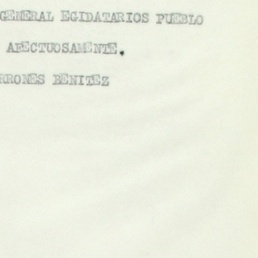 GENERAL EGIDATARIOS PUEBLO
AFECTUOSAMENTE.
RRONES BENITEZ